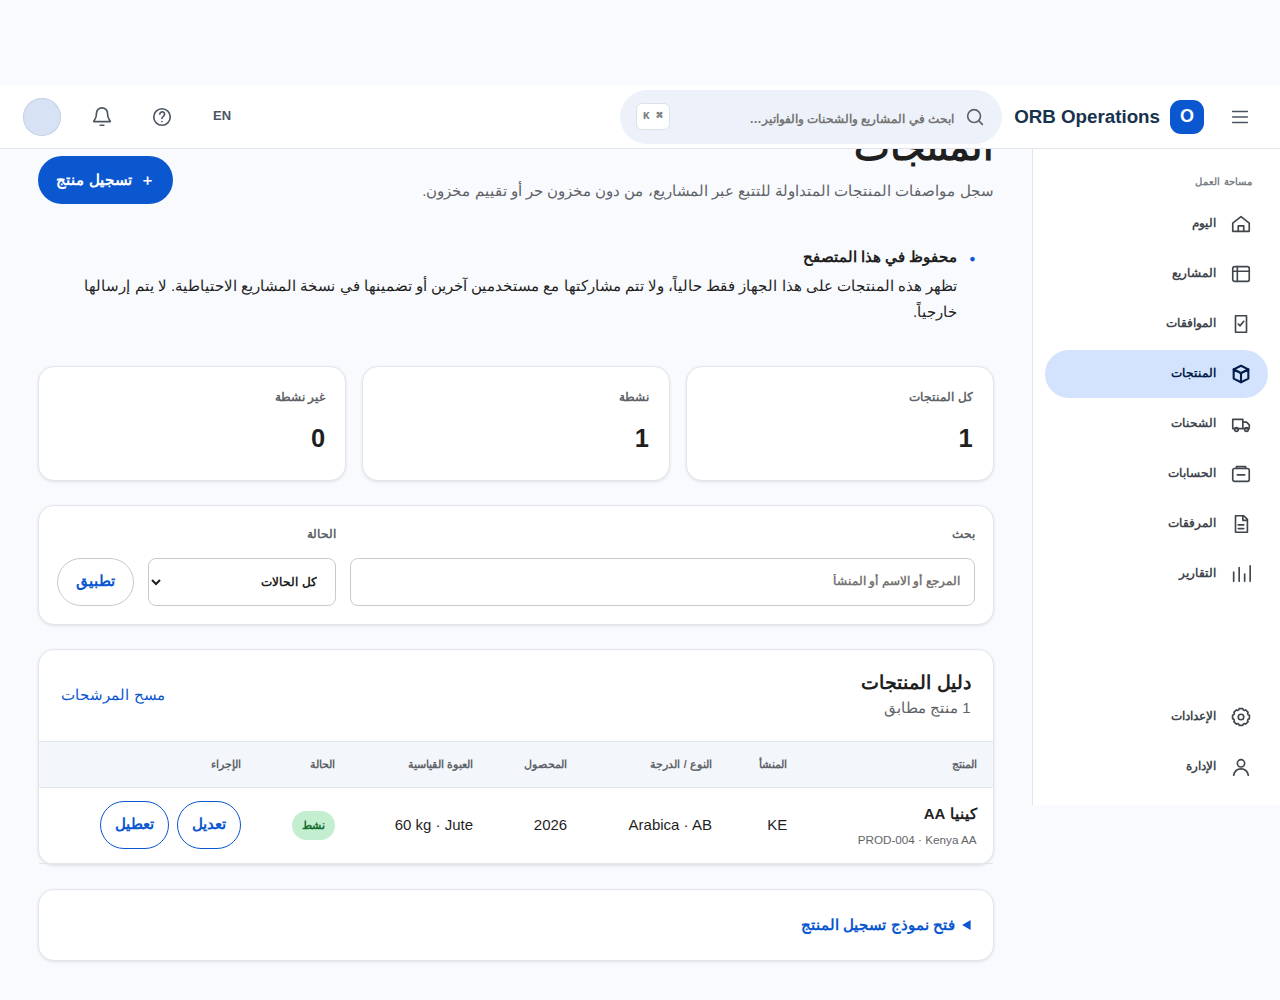 ORB Operations
O
ابحث في المشاريع والشحنات والفواتير...
⌘ K
EN
مساحة العمل
اليوم
المشاريع
الموافقات
المنتجات
الشحنات
الحسابات
المرفقات
التقارير
الإعدادات
الإدارة
المنتجات
سجل مواصفات المنتجات المتداولة للتتبع عبر المشاريع، من دون مخزون حر أو تقييم مخزون.
+ تسجيل منتج
• محفوظ في هذا المتصفح
تظهر هذه المنتجات على هذا الجهاز فقط حالياً، ولا تتم مشاركتها مع مستخدمين آخرين أو تضمينها في نسخة المشاريع الاحتياطية. لا يتم إرسالها
خارجياً.
كل المنتجات
1
نشطة
1
غير نشطة
0
بحث
المرجع أو الاسم أو المنشأ
الحالة
كل الحالات
تطبيق
دليل المنتجات
1 منتج مطابق
مسح المرشحات
المنتج المنشأ النوع / الدرجة المحصول العبوة القياسية الحالة الإجراء
كينيا AA
PROD-004 · Kenya AA
KE
Arabica · AB
2026
60 kg · Jute
نشط
تعديل
تعطيل
فتح نموذج تسجيل المنتج